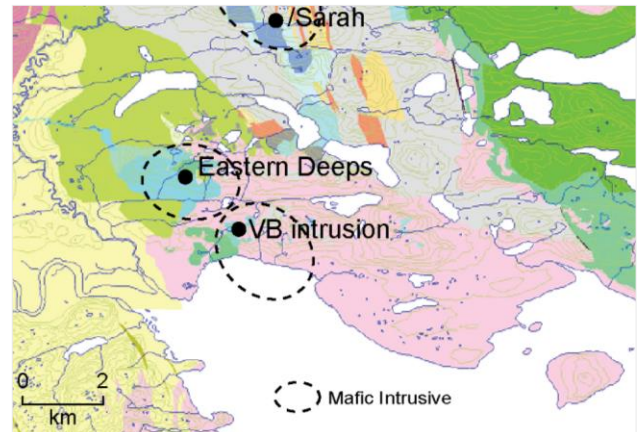 /Sarah
Eastern Deeps
VB intrusion
0 2
km
Mafic Intrusive